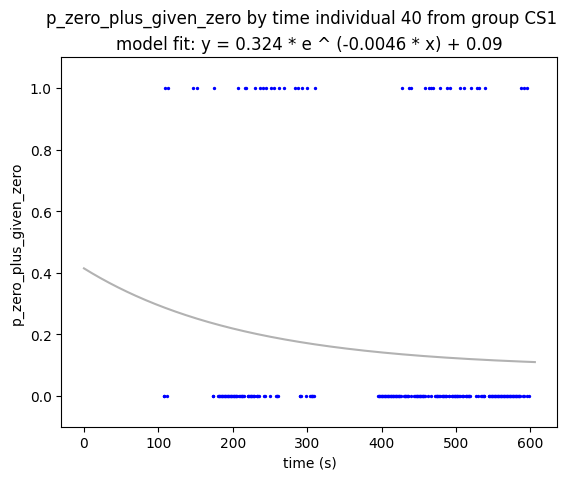 p_zero_plus_given_zero by time individual 40 from group CS1
model fit: y = 0.324 * e ^ (-0.0046 * x) + 0.09
1.0
0.8
0.6
0.4
0.2
0.0
p_zero_plus_given_zero
0 100 200 300 400 500 600
time (s)